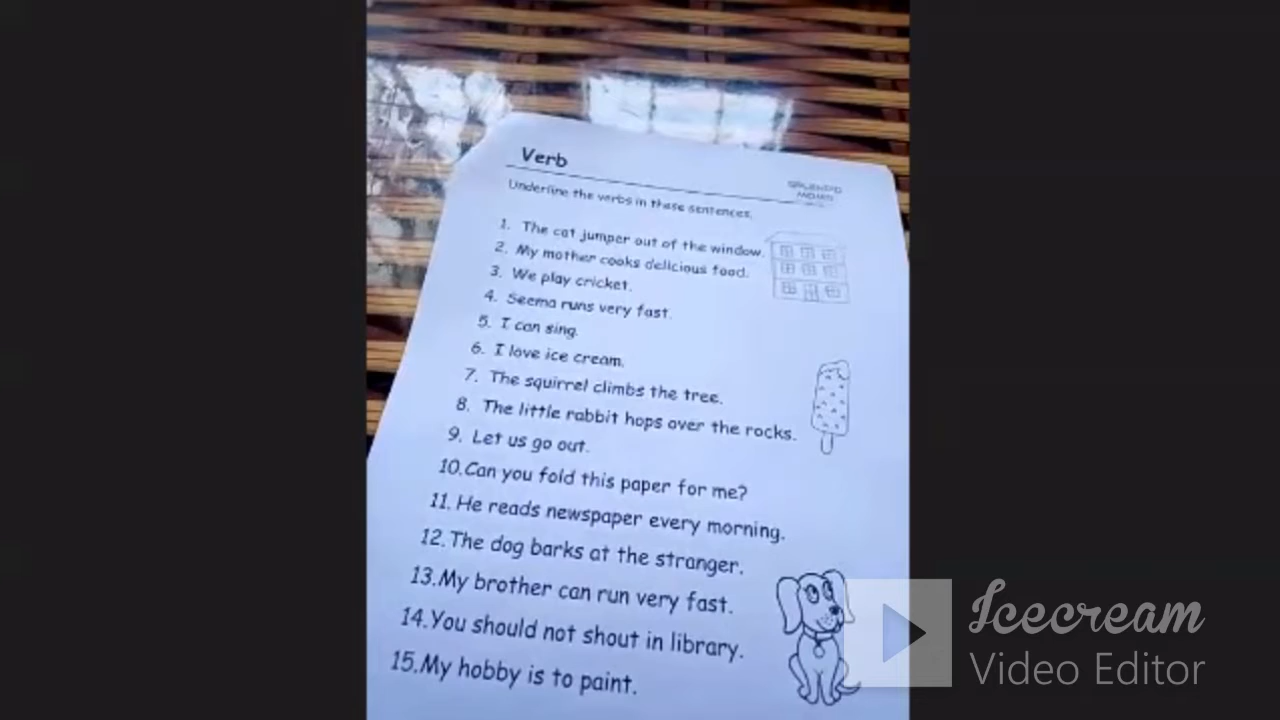 Verb
Underline the verbs in these sentences.
1. The cat jumper out of the window.
2. My mother cooks delicious food.
3. We play cricket.
4. Seema runs very fast.
5. I can sing.
6. I love ice cream.
7. The squirrel climbs the tree.
8. The little rabbit hops over the rocks.
9. Let us go out.
10.Can you fold this paper for me?
11. He reads newspaper every morning.
12. The dog barks at the stranger.
13.My brother can run very fast.
14.You should not shout in library.
15.My hobby is to paint.
Icecream
Video Editor